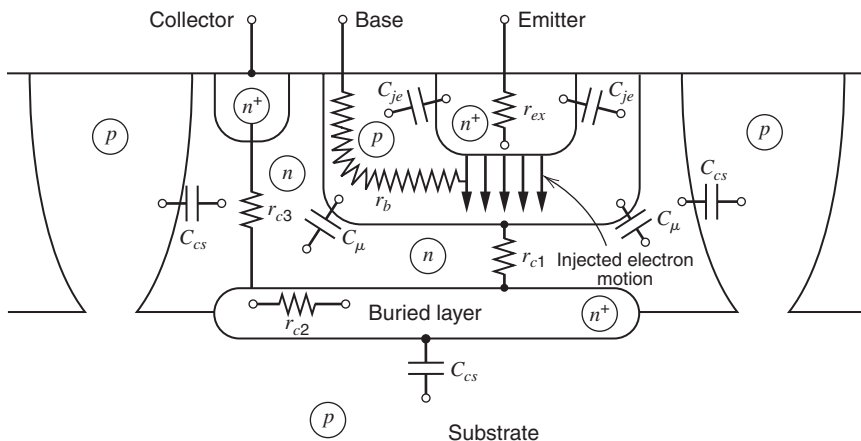 Collector
Base
Emitter
C_je
C_je
n+
n+
r_ex
p
p
p
n
C_cs
r_c3
r_b
C_cs
C_μ
C_μ
n
r_c1
Injected electron
motion
r_c2
Buried layer
n+
C_cs
p
Substrate